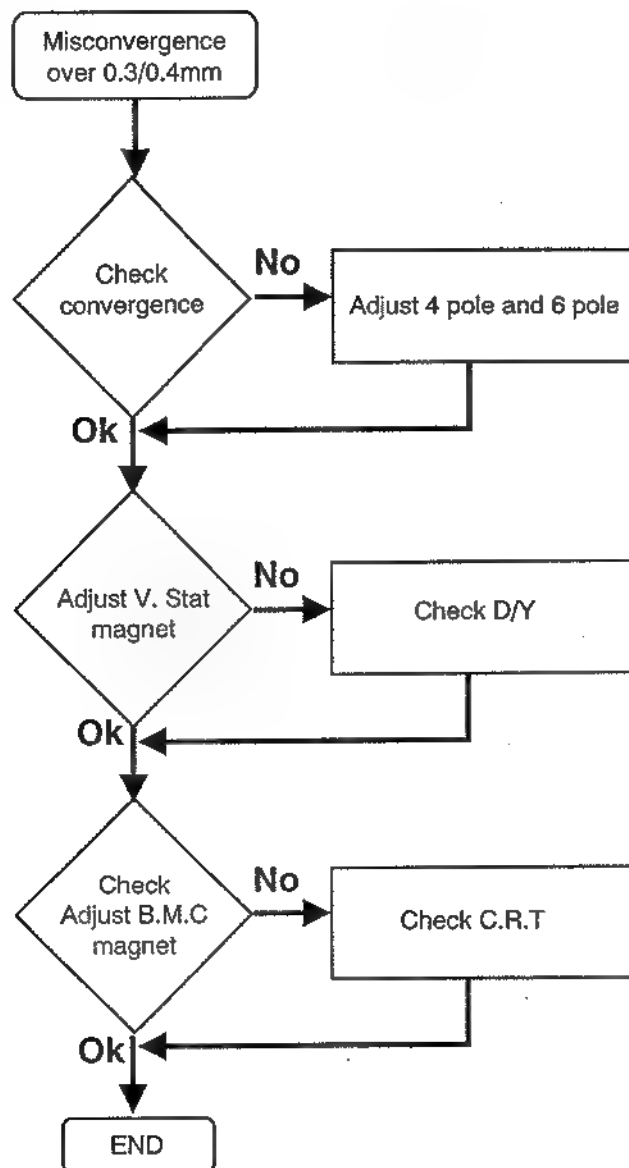 Misconvergence
over 0.3/0.4mm
Check
convergence
No
Adjust 4 pole and 6 pole
Ok
Adjust V. Stat
magnet
No
Check D/Y
Ok
Check
Adjust B.M.C
magnet
No
Check C.R.T
Ok
END